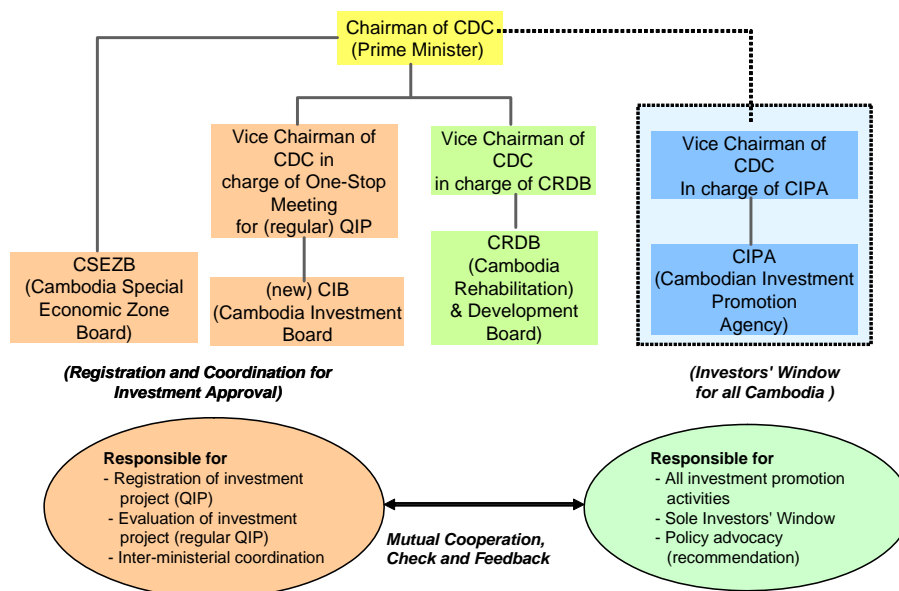 Chairman of CDC
(Prime Minister)
Vice Chairman of
CDC in
charge of One-Stop
Meeting
for (regular) QIP
Vice Chairman of
CDC
in charge of CRDB
Vice Chairman of
CDC
In charge of CIPA
CSEZB
(Cambodia Special
Economic Zone
Board)
(new) CIB
(Cambodia Investment
Board
CRDB
(Cambodia
Rehabilitation)
& Development
Board)
CIPA
(Cambodian Investment
Promotion
Agency)
(Registration and Coordination for
Investment Approval)
(Investors' Window
for all Cambodia )
Responsible for
- Registration of investment
project (QIP)
- Evaluation of investment
project (regular QIP)
- Inter-ministerial coordination
Mutual Cooperation,
Check and Feedback
Responsible for
- All investment promotion
activities
- Sole Investors' Window
- Policy advocacy
(recommendation)